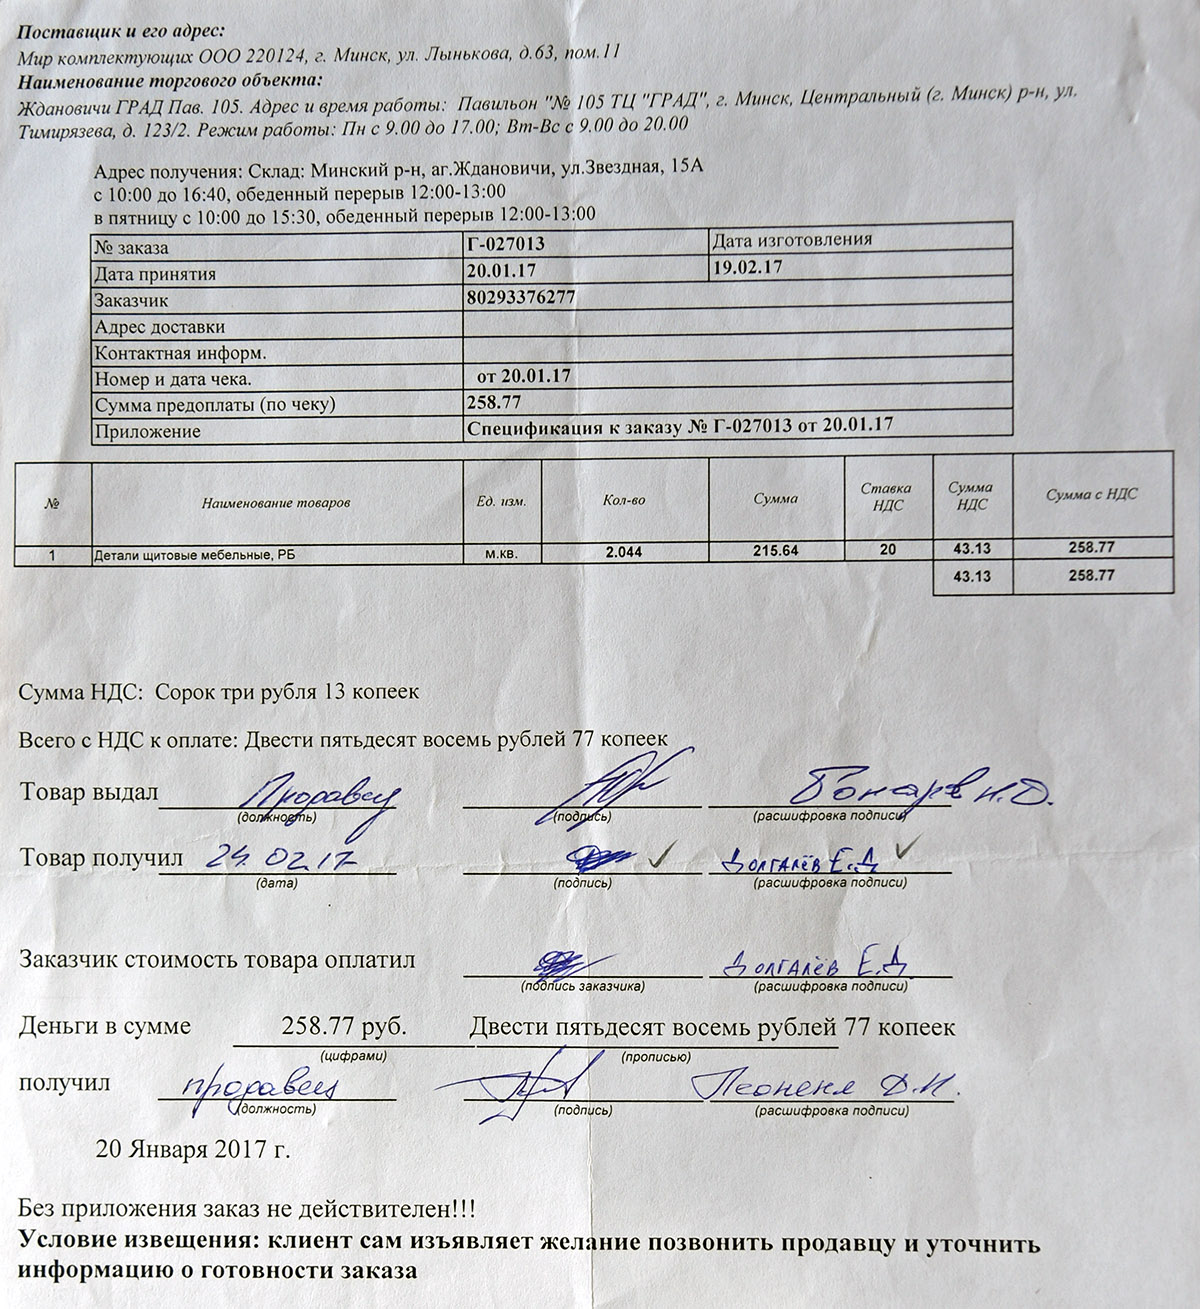 Поставщик и его адрес:
Мир комплектующих ООО 220124, г. Минск, ул. Лынькова, д.63, пом.11
Наименование торгового объекта:
Ждановичи ГРАД Пав. 105. Адрес и время работы: Павильон "№ 105 ТЦ "ГРАД", г. Минск, Центральный (г. Минск) р-н, ул.
Тимирязева, д. 123/2. Режим работы: Пн с 9.00 до 17.00; Вт-Вс с 9.00 до 20.00
Адрес получения: Склад: Минский р-н, аг.Ждановичи, ул.Звездная, 15А
с 10:00 до 16:40, обеденный перерыв 12:00-13:00
в пятницу с 10:00 до 15:30, обеденный перерыв 12:00-13:00
№ заказа Г-027013 Дата изготовления
Дата принятия 20.01.17 19.02.17
Заказчик 80293376277
Адрес доставки
Контактная информ.
Номер и дата чека. от 20.01.17
Сумма предоплаты (по чеку) 258.77
Приложение Спецификация к заказу № Г-027013 от 20.01.17
№ Наименование товаров Ед. изм. Кол-во Сумма Ставка НДС Сумма НДС Сумма с НДС
1 Детали щитовые мебельные, РБ м.кв. 2.044 215.64 20 43.13 258.77
43.13 258.77
Сумма НДС: Сорок три рубля 13 копеек
Всего с НДС к оплате: Двести пятьдесят восемь рублей 77 копеек
Товар выдал Продавец
(должность) (подпись) (расшифровка подписи)
Товар получил 24.02.17 Долгалёв Е.Д
(дата) (подпись) (расшифровка подписи)
Заказчик стоимость товара оплатил Долгалёв Е.Д.
(подпись заказчика) (расшифровка подписи)
Деньги в сумме 258.77 руб. Двести пятьдесят восемь рублей 77 копеек
(цифрами) (прописью)
получил продавец
(должность) (подпись) (расшифровка подписи)
20 Января 2017 г.
Без приложения заказ не действителен!!!
Условие извещения: клиент сам изъявляет желание позвонить продавцу и уточнить
информацию о готовности заказа